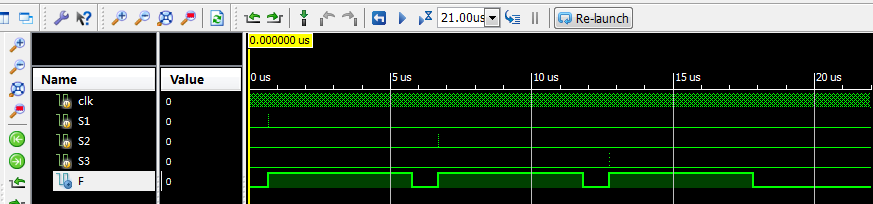 21.00us Re-launch
0.000000 us
Name Value
0 us 5 us 10 us 15 us 20 us
clk 0
S1 0
S2 0
S3 0
F 0